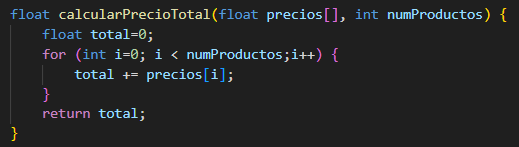 float calcularPrecioTotal(float precios[], int numProductos) {
    float total=0;
    for (int i=0; i < numProductos;i++) {
        total += precios[i];
    }
    return total;
}